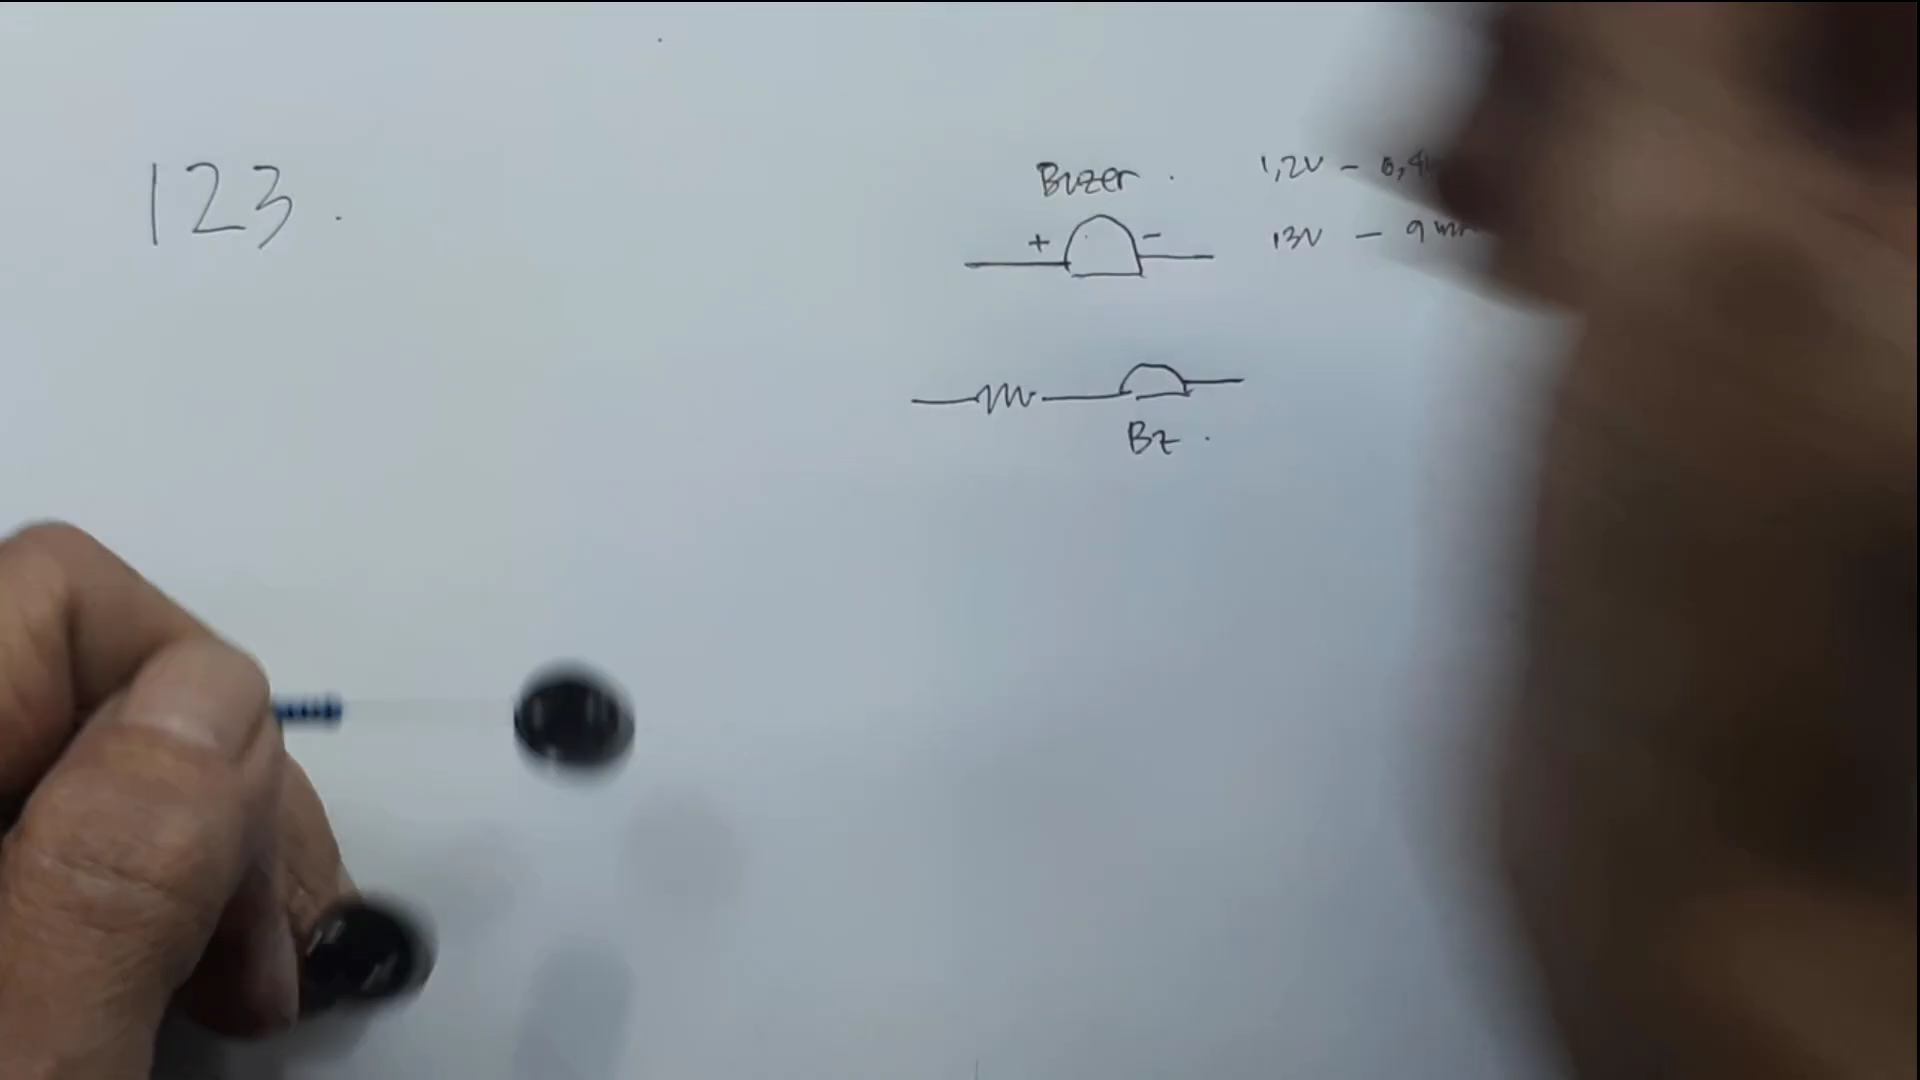 123.
Buzer. 1,2V - 0,4
+ - 13V - 9 m
Bz.